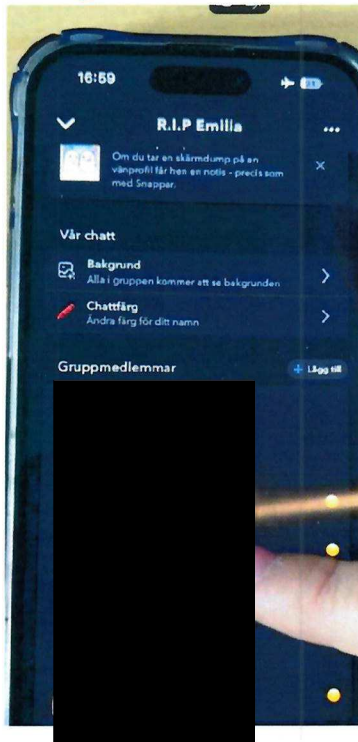 16:59
R.I.P Emilia
Om du tar en skärmdump på en
vänprofil får hen en notis - precis som
med Snappar.
Vår chatt
Bakgrund
Alla i gruppen kommer att se bakgrunden
Chattfärg
Ändra färg för ditt namn
Gruppmedlemmar
+ Lägg till